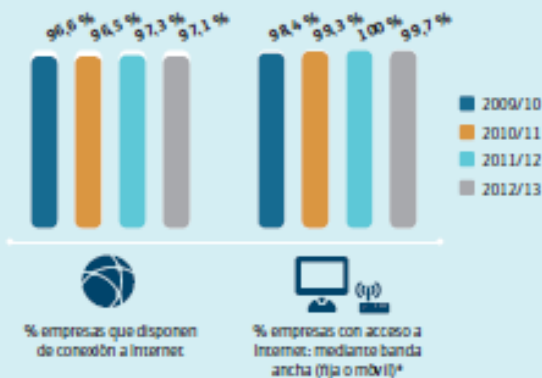 96,6 % 96,5 % 97,3 % 97,1 %
98,4 % 99,3 % 100 % 99,7 %
2009/10
2010/11
2011/12
2012/13
% empresas que disponen
de conexión a Internet
% empresas con acceso a
Internet: mediante banda
ancha (fija o móvil)*